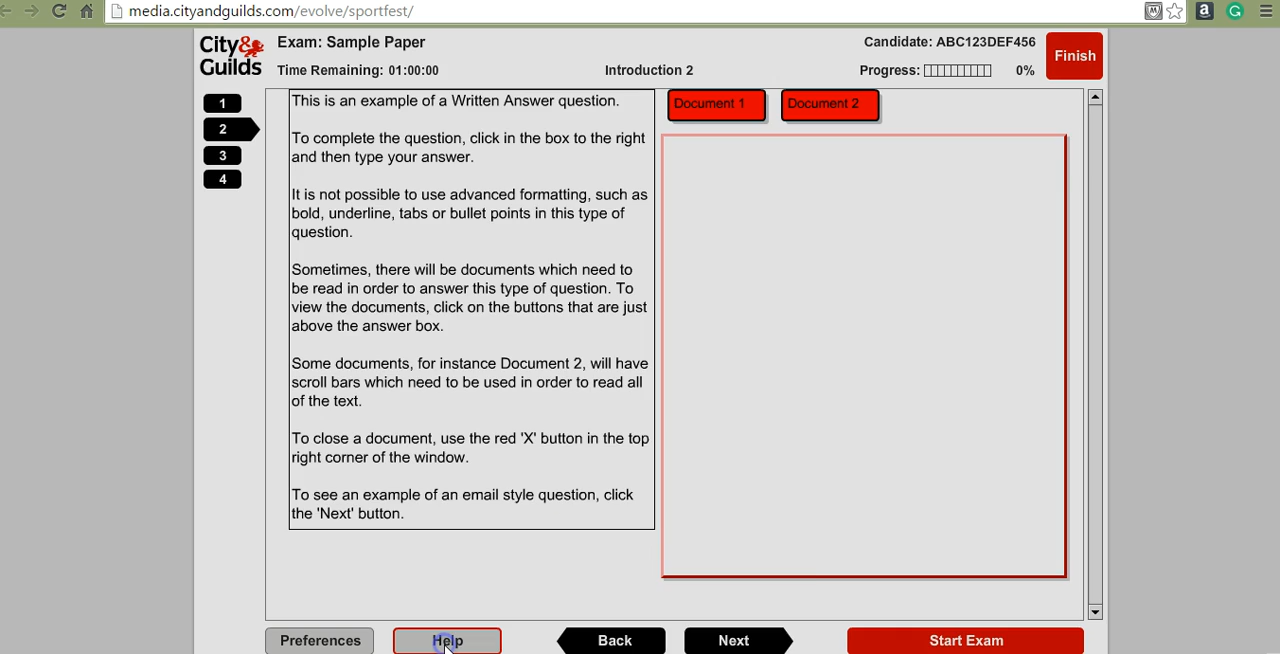 media.cityandguilds.com/evolve/sportfest/
City&
Guilds
Exam: Sample Paper
Candidate: ABC123DEF456
Finish
Time Remaining: 01:00:00
Introduction 2
Progress:
0%
1
2
3
4
This is an example of a Written Answer question.
To complete the question, click in the box to the right
and then type your answer.
It is not possible to use advanced formatting, such as
bold, underline, tabs or bullet points in this type of
question.
Sometimes, there will be documents which need to
be read in order to answer this type of question. To
view the documents, click on the buttons that are just
above the answer box.
Some documents, for instance Document 2, will have
scroll bars which need to be used in order to read all
of the text.
To close a document, use the red 'X' button in the top
right corner of the window.
To see an example of an email style question, click
the 'Next' button.
Document 1
Document 2
Preferences
Help
Back
Next
Start Exam